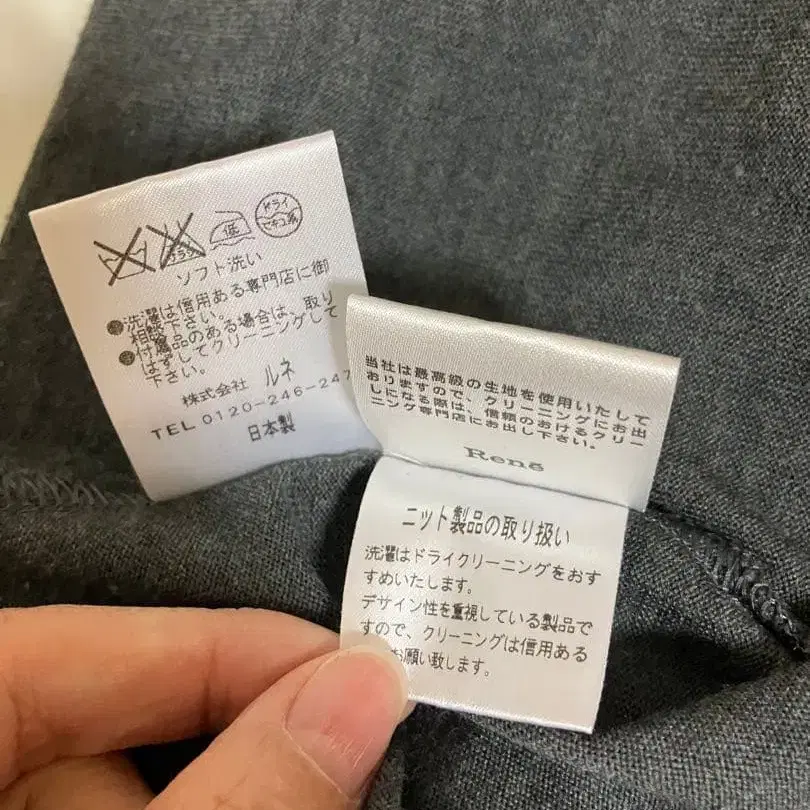 低
ドライ
セキユ系
ソフト洗い
洗濯は信用ある専門店に御
相談下さい。
付属品のある場合は、取り
はずしてクリーニングして
下さい。
株式会社 ルネ
TEL 0120-246-247
日本製
当社は最高級の生地を使用いたして
おりますので、クリーニングにお出
しになる際は、信頼のおけるクリー
ニング専門店にお出し下さい。
René
ニット製品の取り扱い
洗濯はドライクリーニングをおす
すめいたします。
デザイン性を重視している製品で
すので、クリーニングは信用ある
お願い致します。